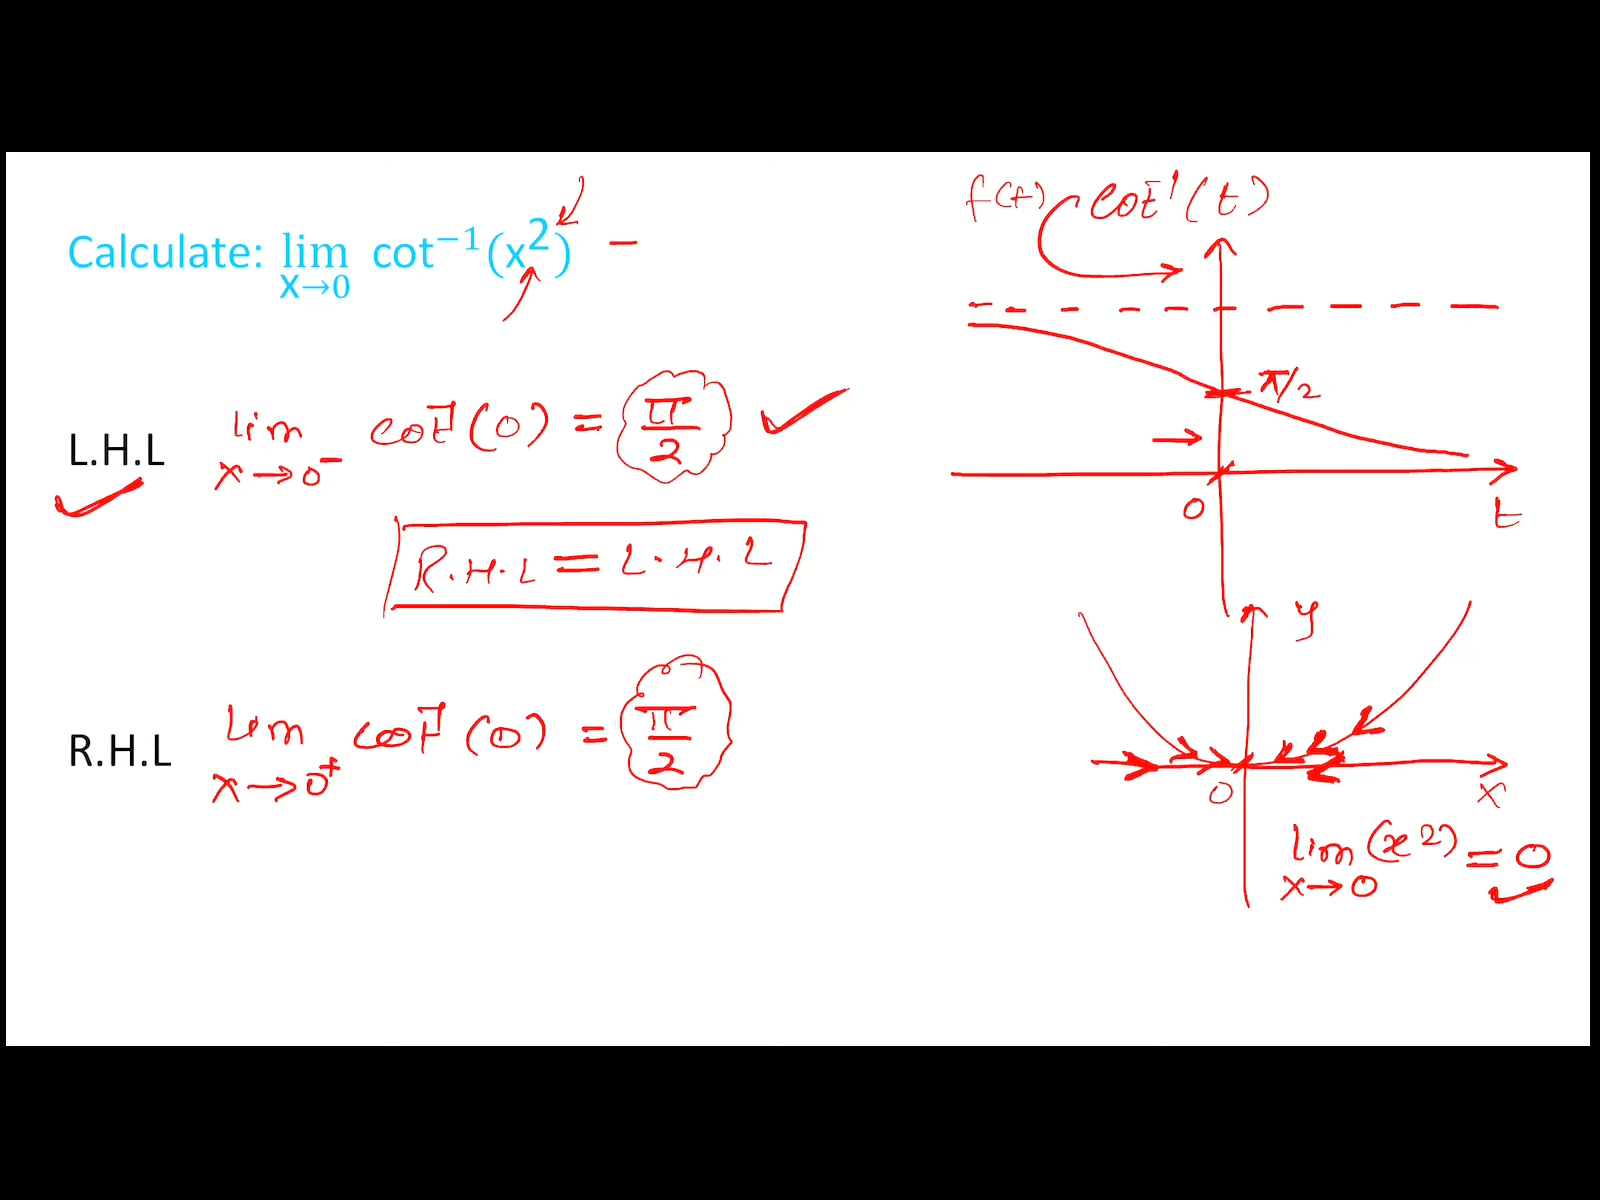 Calculate: lim cot⁻¹(x²) –
x→0
L.H.L lim cot⁻¹(0) = π/2
x→0⁻
R.H.L = L.H.L
R.H.L lim cot⁻¹(0) = π/2
x→0⁺
f(t) cot⁻¹(t)
π/2
0 t
y
0 x
lim (x²) = 0
x→0